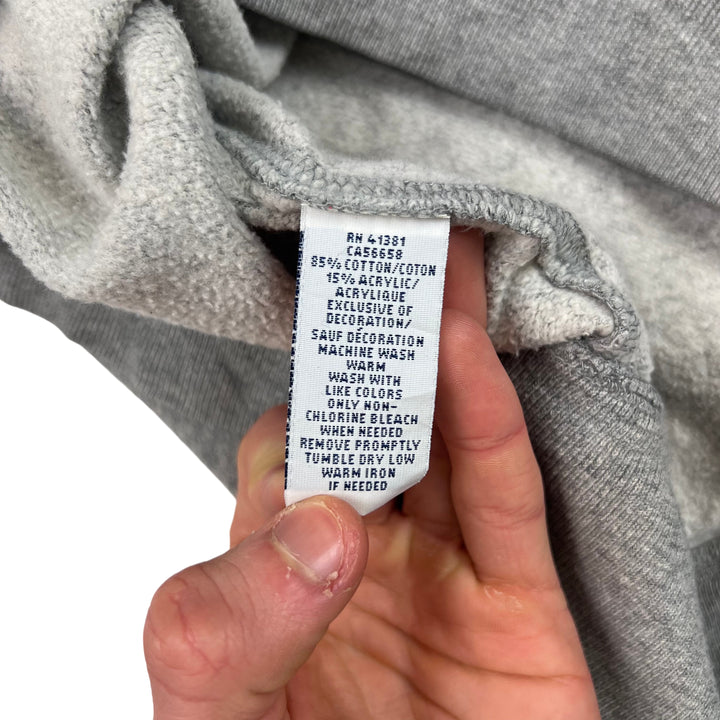 RN 41381
CA56658
85% COTTON/COTON
15% ACRYLIC/
ACRYLIQUE
EXCLUSIVE OF
DECORATION/
SAUF DÉCORATION
MACHINE WASH
WARM
WASH WITH
LIKE COLORS
ONLY NON-
CHLORINE BLEACH
WHEN NEEDED
REMOVE PROMPTLY
TUMBLE DRY LOW
WARM IRON
IF NEEDED